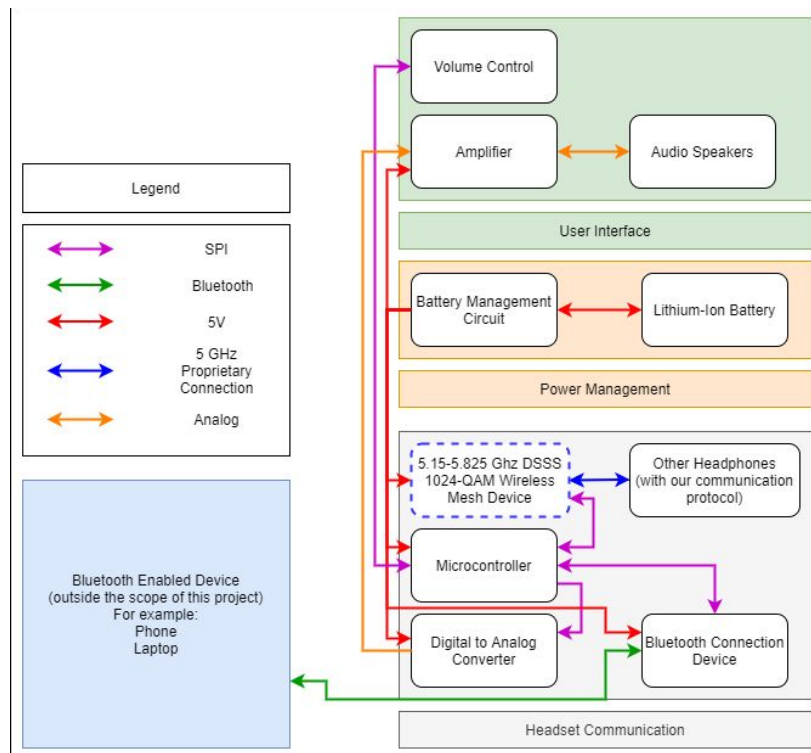 Volume Control
Amplifier
Audio Speakers
User Interface
Legend
SPI
Bluetooth
5V
5 GHz
Proprietary
Connection
Analog
Battery Management
Circuit
Lithium-Ion Battery
Power Management
5.15-5.825 Ghz DSSS
1024-QAM Wireless
Mesh Device
Other Headphones
(with our communication
protocol)
Microcontroller
Digital to Analog
Converter
Bluetooth Connection
Device
Headset Communication
Bluetooth Enabled Device
(outside the scope of this project)
For example:
Phone
Laptop